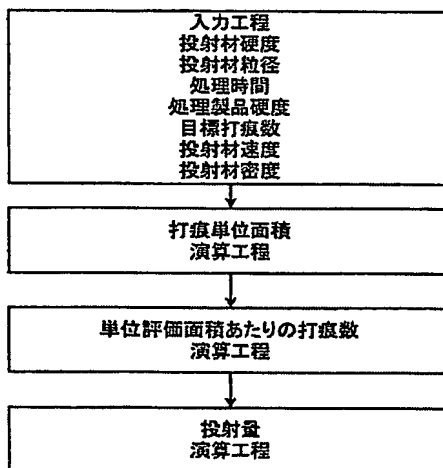 入力工程
投射材硬度
投射材粒径
処理時間
処理製品硬度
目標打痕数
投射材速度
投射材密度
打痕単位面積
演算工程
単位評価面積あたりの打痕数
演算工程
投射量
演算工程